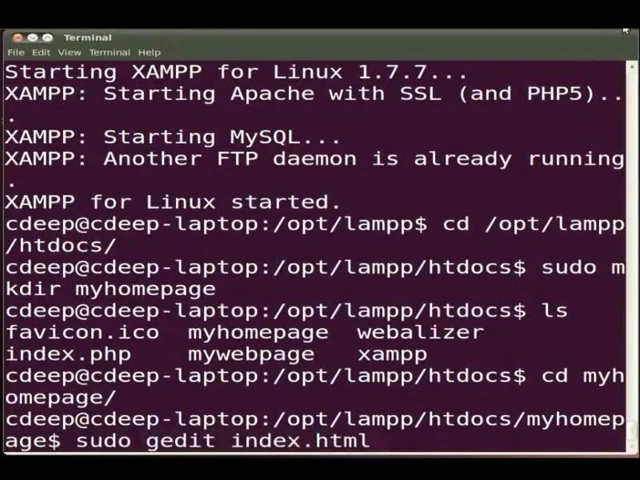 Terminal
File Edit View Terminal Help
Starting XAMPP for Linux 1.7.7...
XAMPP: Starting Apache with SSL (and PHP5)..
.
XAMPP: Starting MySQL...
XAMPP: Another FTP daemon is already running
.
XAMPP for Linux started.
cdeep@cdeep-laptop:/opt/lampp$ cd /opt/lampp
/htdocs/
cdeep@cdeep-laptop:/opt/lampp/htdocs$ sudo m
kdir myhomepage
cdeep@cdeep-laptop:/opt/lampp/htdocs$ ls
favicon.ico  myhomepage  webalizer
index.php    mywebpage   xampp
cdeep@cdeep-laptop:/opt/lampp/htdocs$ cd myh
omepage/
cdeep@cdeep-laptop:/opt/lampp/htdocs/myhomep
age$ sudo gedit index.html